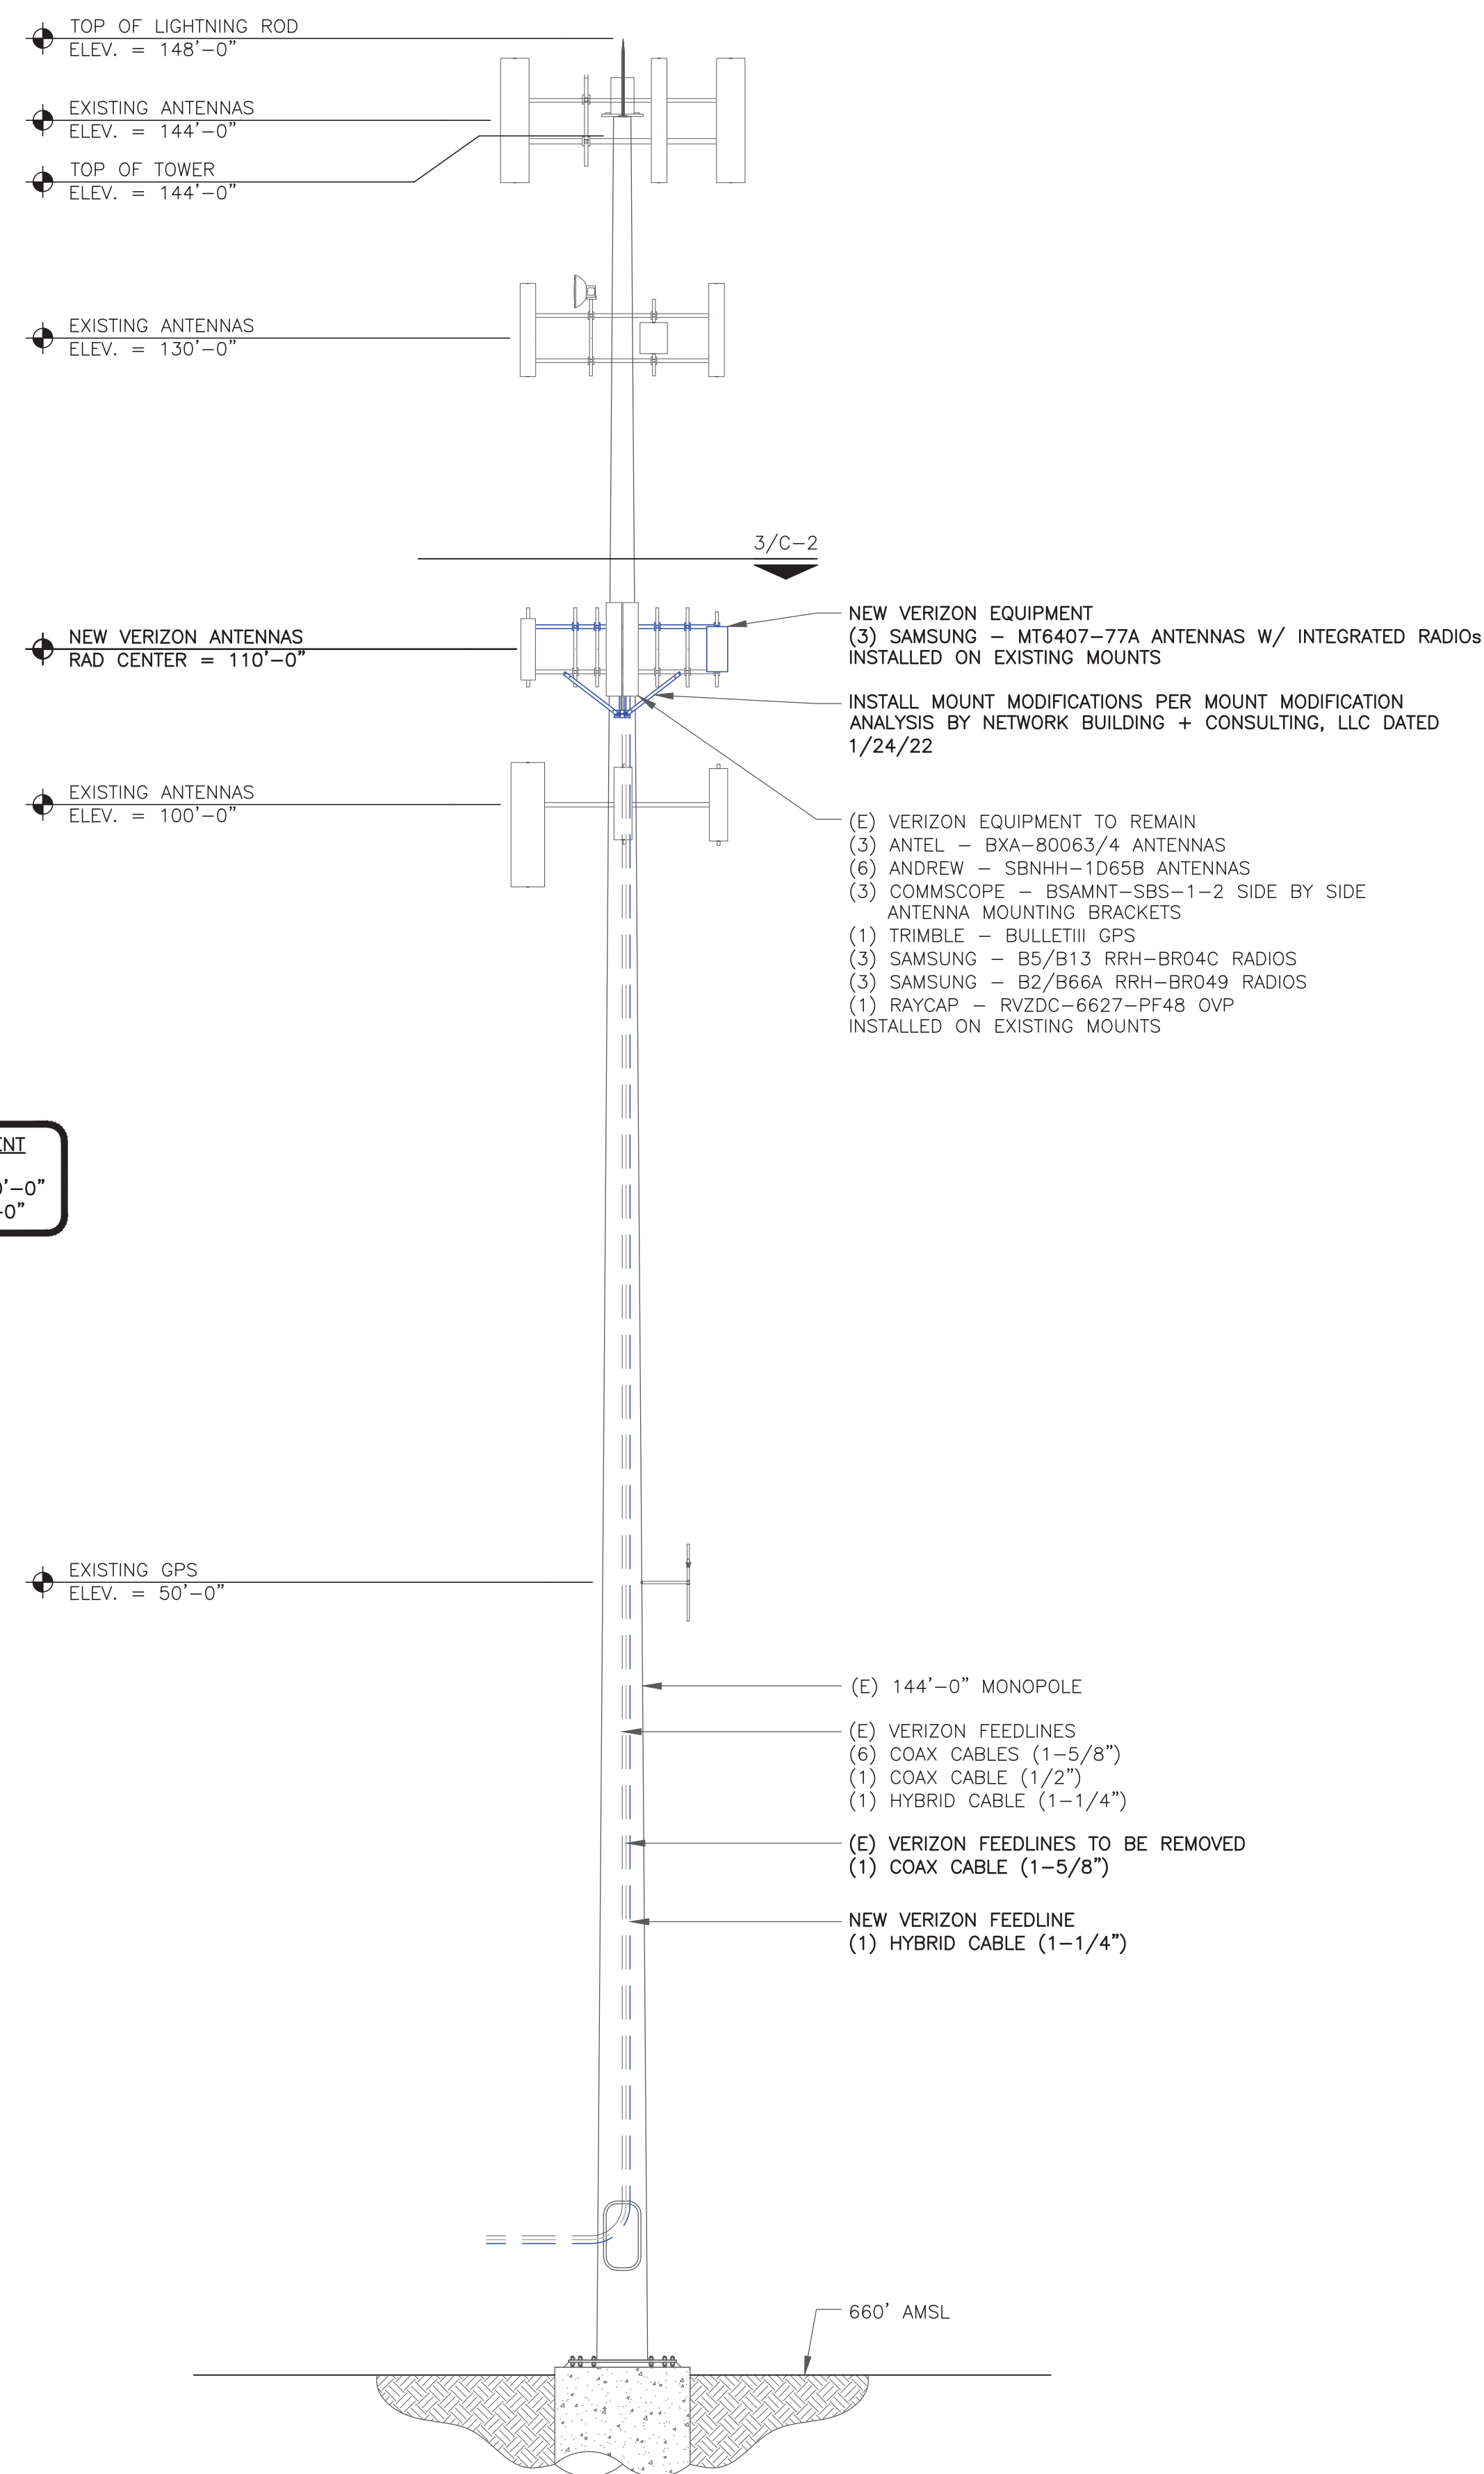 TOP OF LIGHTNING ROD
ELEV. = 148'-0"
EXISTING ANTENNAS
ELEV. = 144'-0"
TOP OF TOWER
ELEV. = 144'-0"
EXISTING ANTENNAS
ELEV. = 130'-0"
3/C-2
NEW VERIZON ANTENNAS
RAD CENTER = 110'-0"
NEW VERIZON EQUIPMENT
(3) SAMSUNG - MT6407-77A ANTENNAS W/ INTEGRATED RADIOs
INSTALLED ON EXISTING MOUNTS
INSTALL MOUNT MODIFICATIONS PER MOUNT MODIFICATION
ANALYSIS BY NETWORK BUILDING + CONSULTING, LLC DATED
1/24/22
EXISTING ANTENNAS
ELEV. = 100'-0"
(E) VERIZON EQUIPMENT TO REMAIN
(3) ANTEL - BXA-80063/4 ANTENNAS
(6) ANDREW - SBNHH-1D65B ANTENNAS
(3) COMMSCOPE - BSAMNT-SBS-1-2 SIDE BY SIDE
ANTENNA MOUNTING BRACKETS
(1) TRIMBLE - BULLETIII GPS
(3) SAMSUNG - B5/B13 RRH-BR04C RADIOS
(3) SAMSUNG - B2/B66A RRH-BR049 RADIOS
(1) RAYCAP - RVZDC-6627-PF48 OVP
INSTALLED ON EXISTING MOUNTS
ENT
'-0"
-0"
EXISTING GPS
ELEV. = 50'-0"
(E) 144'-0" MONOPOLE
(E) VERIZON FEEDLINES
(6) COAX CABLES (1-5/8")
(1) COAX CABLE (1/2")
(1) HYBRID CABLE (1-1/4")
(E) VERIZON FEEDLINES TO BE REMOVED
(1) COAX CABLE (1-5/8")
NEW VERIZON FEEDLINE
(1) HYBRID CABLE (1-1/4")
660' AMSL